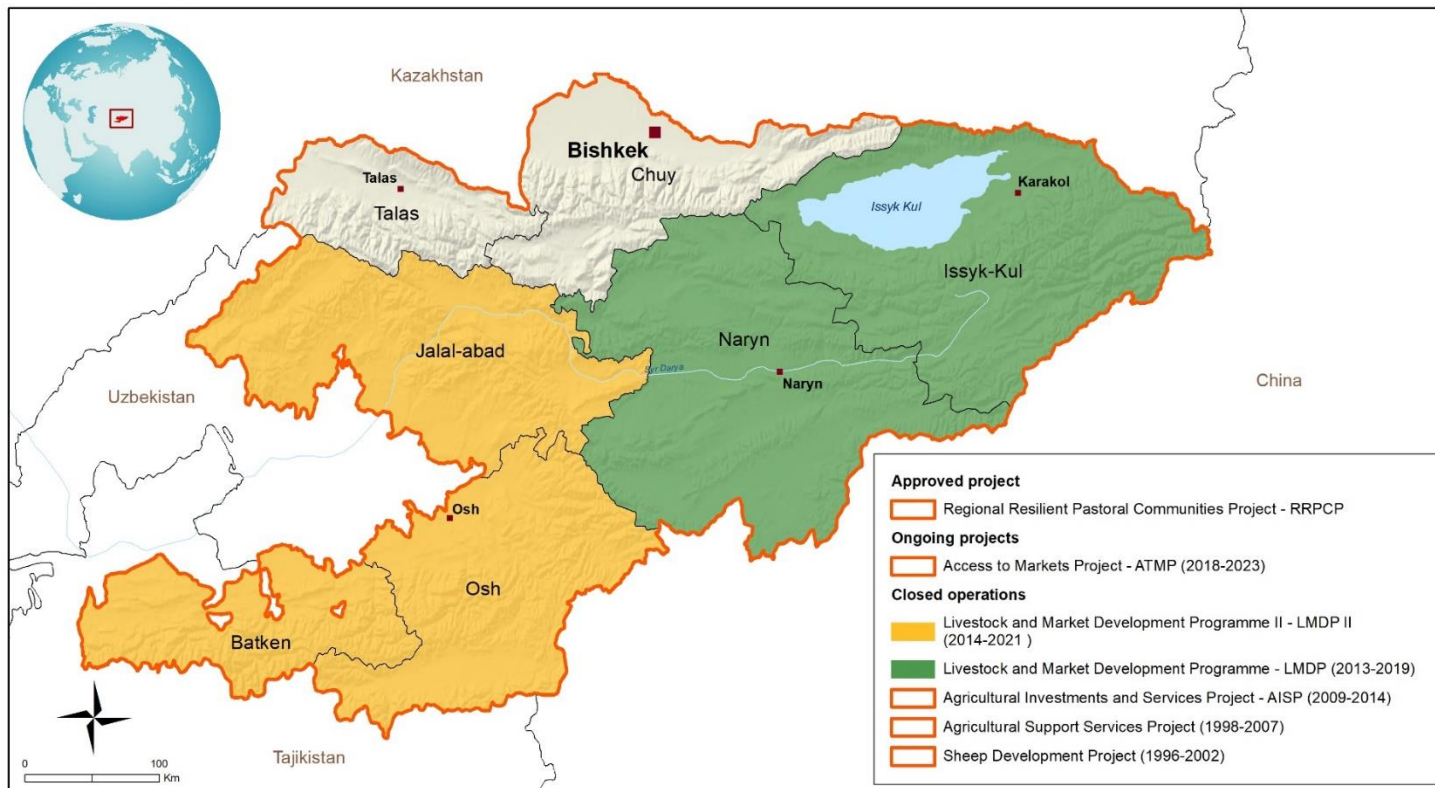 Kazakhstan
Bishkek
Chuy
Talas
Talas
Karakol
Issyk Kul
Issyk-Kul
Jalal-abad
Naryn
Syr Darya
Naryn
Uzbekistan
China
Osh
Osh
Batken
Tajikistan
0 100
Km
Approved project
Regional Resilient Pastoral Communities Project - RRPCP
Ongoing projects
Access to Markets Project - ATMP (2018-2023)
Closed operations
Livestock and Market Development Programme II - LMDP II
(2014-2021 )
Livestock and Market Development Programme - LMDP (2013-2019)
Agricultural Investments and Services Project - AISP (2009-2014)
Agricultural Support Services Project (1998-2007)
Sheep Development Project (1996-2002)